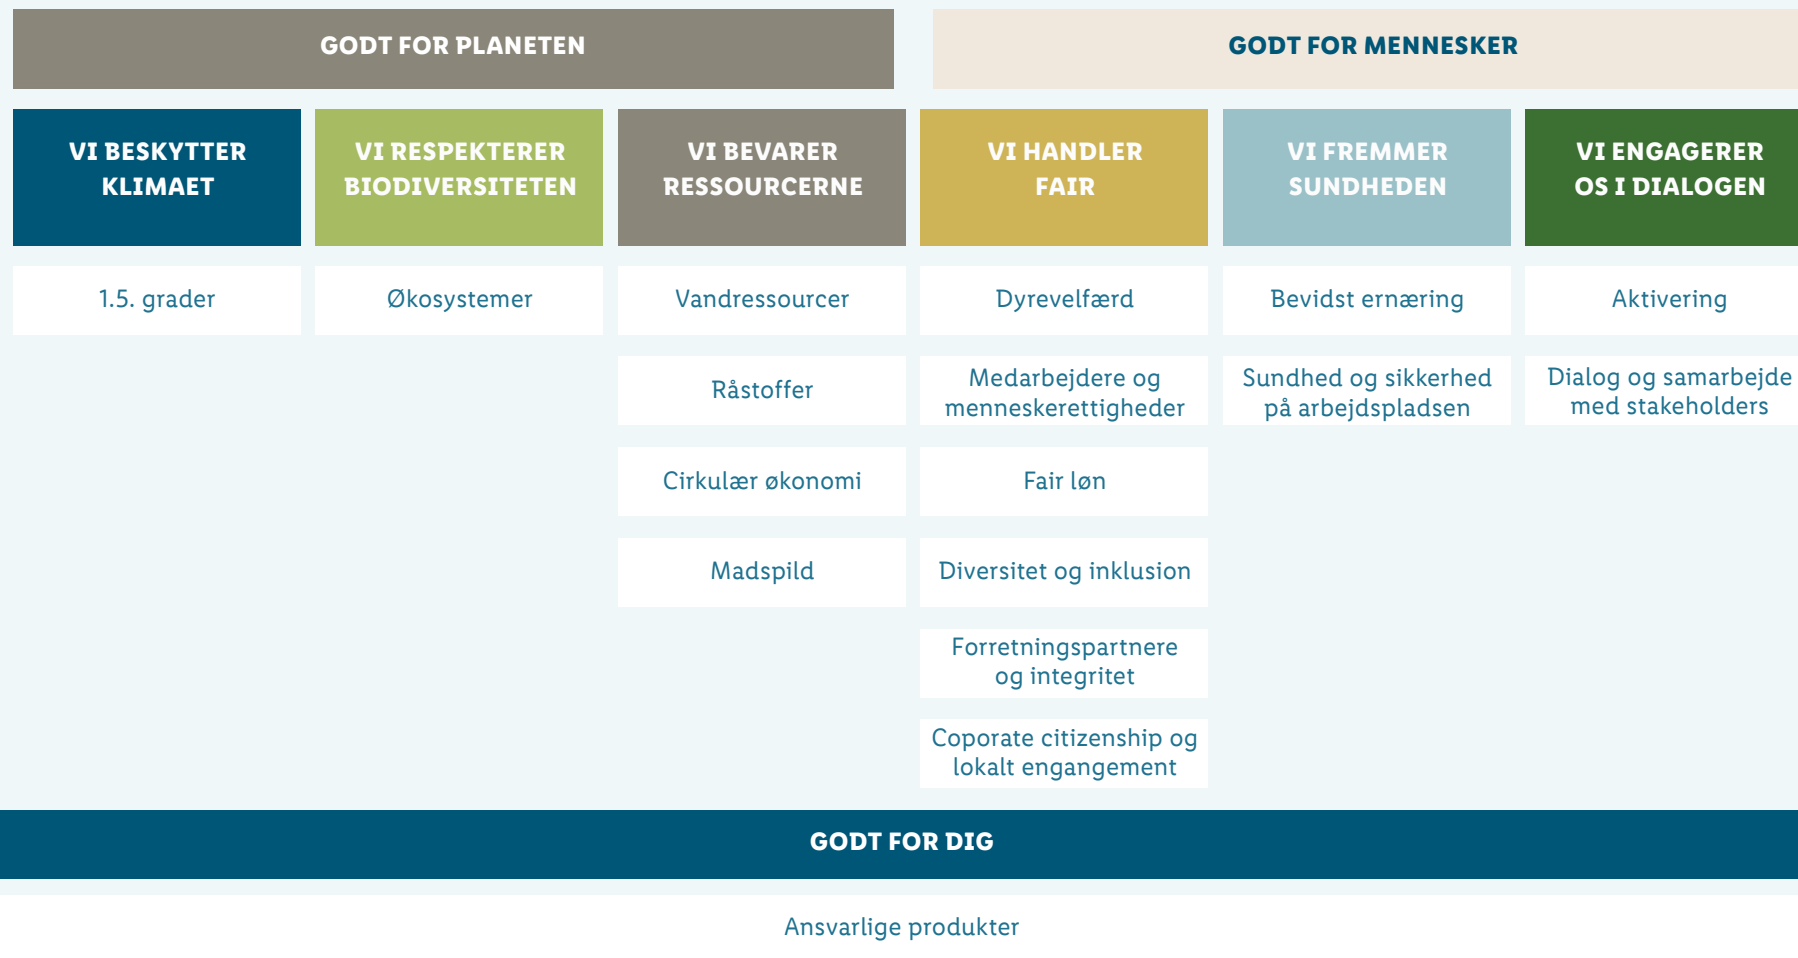 GODT FOR PLANETEN
GODT FOR MENNESKER
VI BESKYTTER
KLIMAET
VI RESPEKTERER
BIODIVERSITETEN
VI BEVARER
RESSOURCERNE
VI HANDLER
FAIR
VI FREMMER
SUNDHEDEN
VI ENGAGERER
OS I DIALOGEN
1.5. grader
Økosystemer
Vandressourcer
Dyrevelfærd
Bevidst ernæring
Aktivering
Råstoffer
Medarbejdere og
menneskerettigheder
Sundhed og sikkerhed
på arbejdspladsen
Dialog og samarbejde
med stakeholders
Cirkulær økonomi
Fair løn
Madspild
Diversitet og inklusion
Forretningspartnere
og integritet
Coporate citizenship og
lokalt engangement
GODT FOR DIG
Ansvarlige produkter